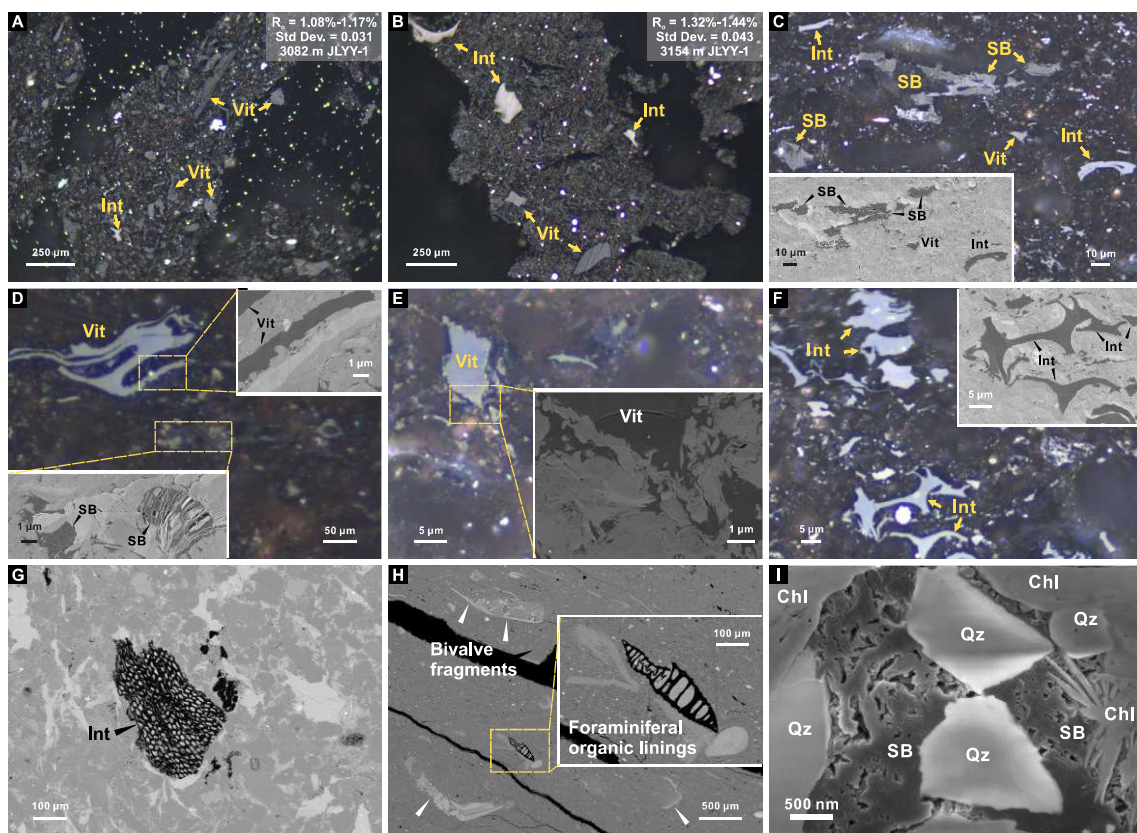 A
Rₒ = 1.08%-1.17%
Std Dev. = 0.031
3082 m JLYY-1
Vit
Vit
Int
250 µm
B
Rₒ = 1.32%-1.44%
Std Dev. = 0.043
3154 m JLYY-1
Int
Int
Vit
250 µm
C
Int
SB
SB
SB
Vit
Int
SB
SB
Vit
Int
10 µm
10 µm
D
Vit
Vit
1 µm
SB
SB
1 µm
50 µm
E
Vit
Vit
5 µm
1 µm
F
Int
Int
Int
5 µm
Int
5 µm
G
Int
100 µm
H
Bivalve
fragments
100 µm
Foraminiferal
organic linings
500 µm
I
Chl
Chl
Qz
Qz
Qz
SB
SB
Chl
Qz
500 nm